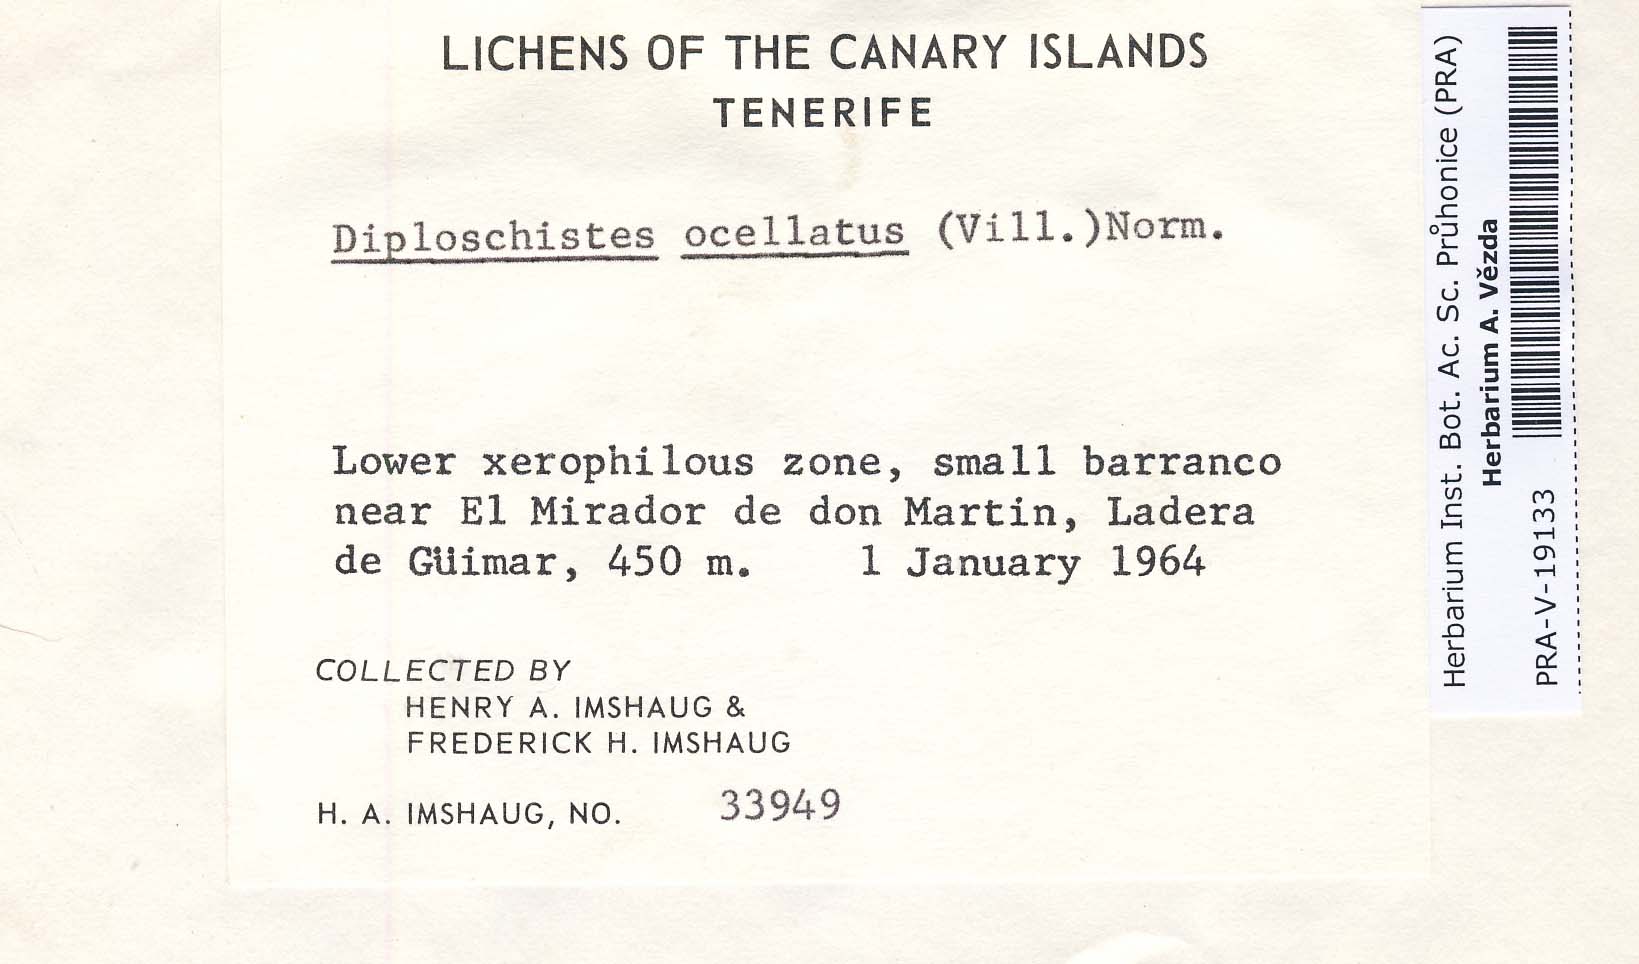 LICHENS OF THE CANARY ISLANDS
TENERIFE
Diploschistes ocellatus (Vill.)Norm.
Lower xerophilous zone, small barranco
near El Mirador de don Martin, Ladera
de Güimar, 450 m. 1 January 1964
COLLECTED BY
HENRY A. IMSHAUG &
FREDERICK H. IMSHAUG
H. A. IMSHAUG, NO. 33949
Herbarium Inst. Bot. Ac. Sc. Průhonice (PRA)
Herbarium A. Vězda
PRA-V-19133